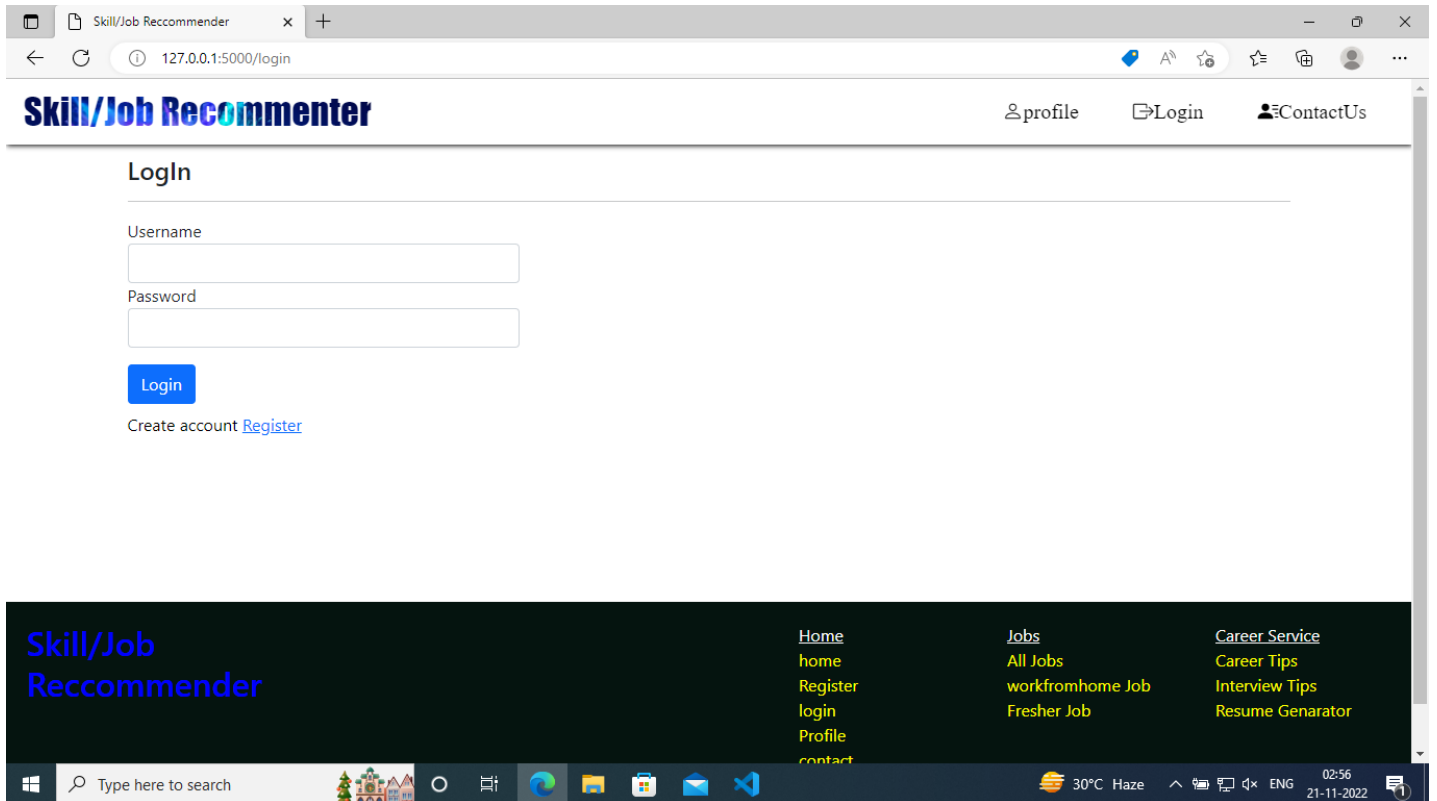 Skill/Job Reccommender
127.0.0.1:5000/login
Skill/Job Recommenter
profile Login ContactUs
LogIn
Username
Password
Login
Create account Register
Skill/Job
Reccommender
Home
home
Register
login
Profile
contact
Jobs
All Jobs
workfromhome Job
Fresher Job
Career Service
Career Tips
Interview Tips
Resume Genarator
Type here to search
30°C Haze
ENG
02:56
21-11-2022
1